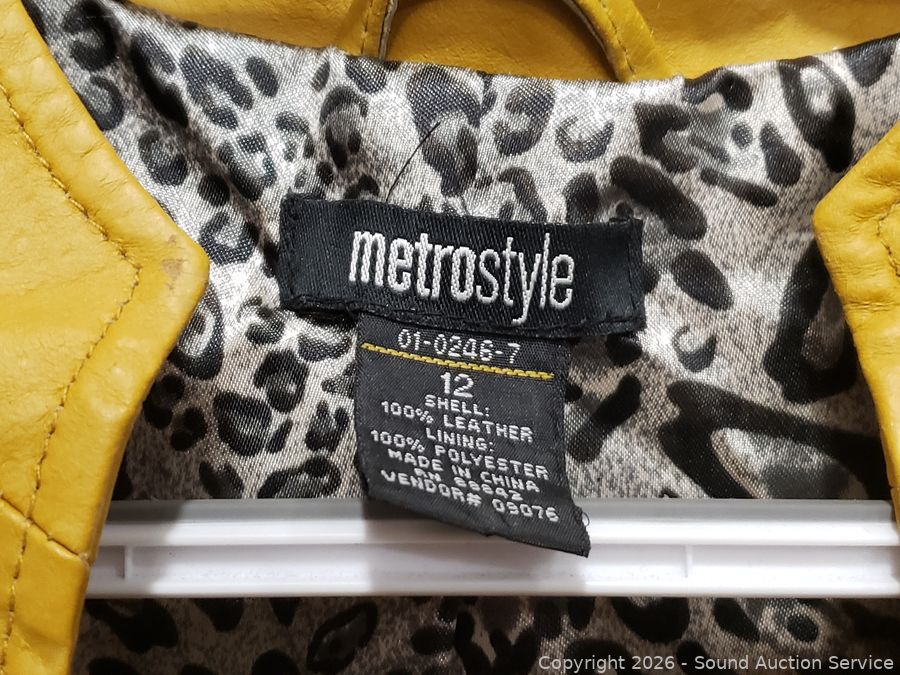 metrostyle
01-0246-7
12
SHELL:
100% LEATHER
LINING:
100% POLYESTER
MADE IN CHINA
RN
VENDOR# 09076
Copyright 2026 - Sound Auction Service